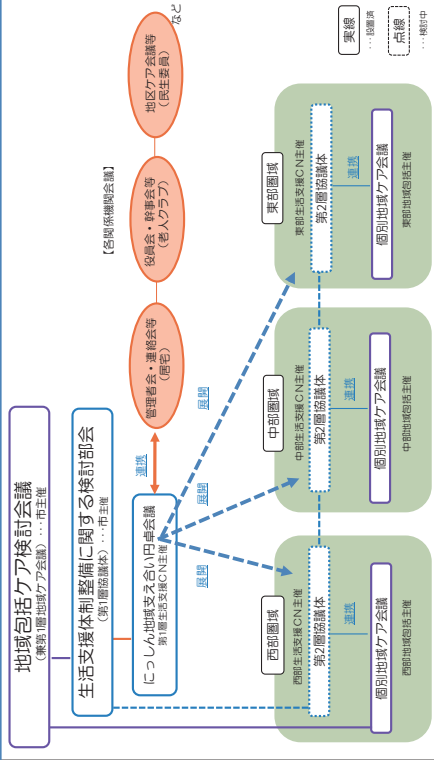 地域包括ケア検討会議
（兼第1層地域ケア会議）・・・市主催
生活支援体制整備に関する検討部会
（第1層協議体）・・・市主催
にっしん地域支え合い円卓会議
第1層生活支援CN主催
連携
【各関係機関会議】
管理者会・連絡会等
（居宅）
役員会・幹事会等
（老人クラブ）
地区ケア会議等
（民生委員）
など
展開
展開
展開
西部圏域
西部生活支援CN主催
第2層協議体
連携
個別地域ケア会議
西部地域包括主催
中部圏域
中部生活支援CN主催
第2層協議体
連携
個別地域ケア会議
中部地域包括主催
東部圏域
東部生活支援CN主催
第2層協議体
連携
個別地域ケア会議
東部地域包括主催
実線
・・・設置済
点線
・・・検討中